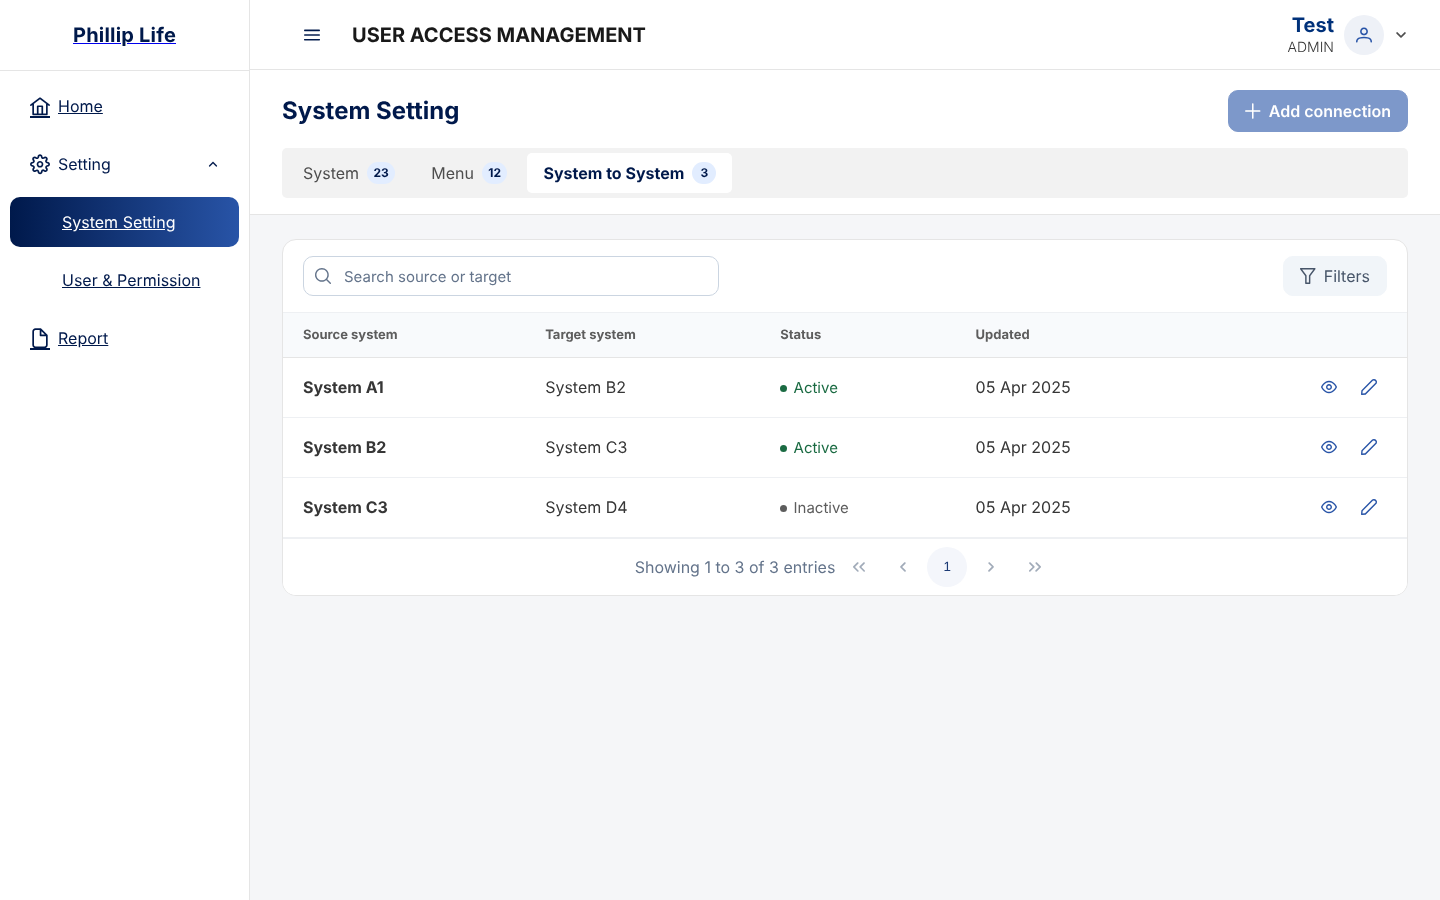 Phillip Life
USER ACCESS MANAGEMENT
Test
ADMIN
Home
Setting
System Setting
User & Permission
Report
System Setting
Add connection
System 23
Menu 12
System to System 3
Search source or target
Filters
Source system Target system Status Updated
System A1 System B2 Active 05 Apr 2025
System B2 System C3 Active 05 Apr 2025
System C3 System D4 Inactive 05 Apr 2025
Showing 1 to 3 of 3 entries 1